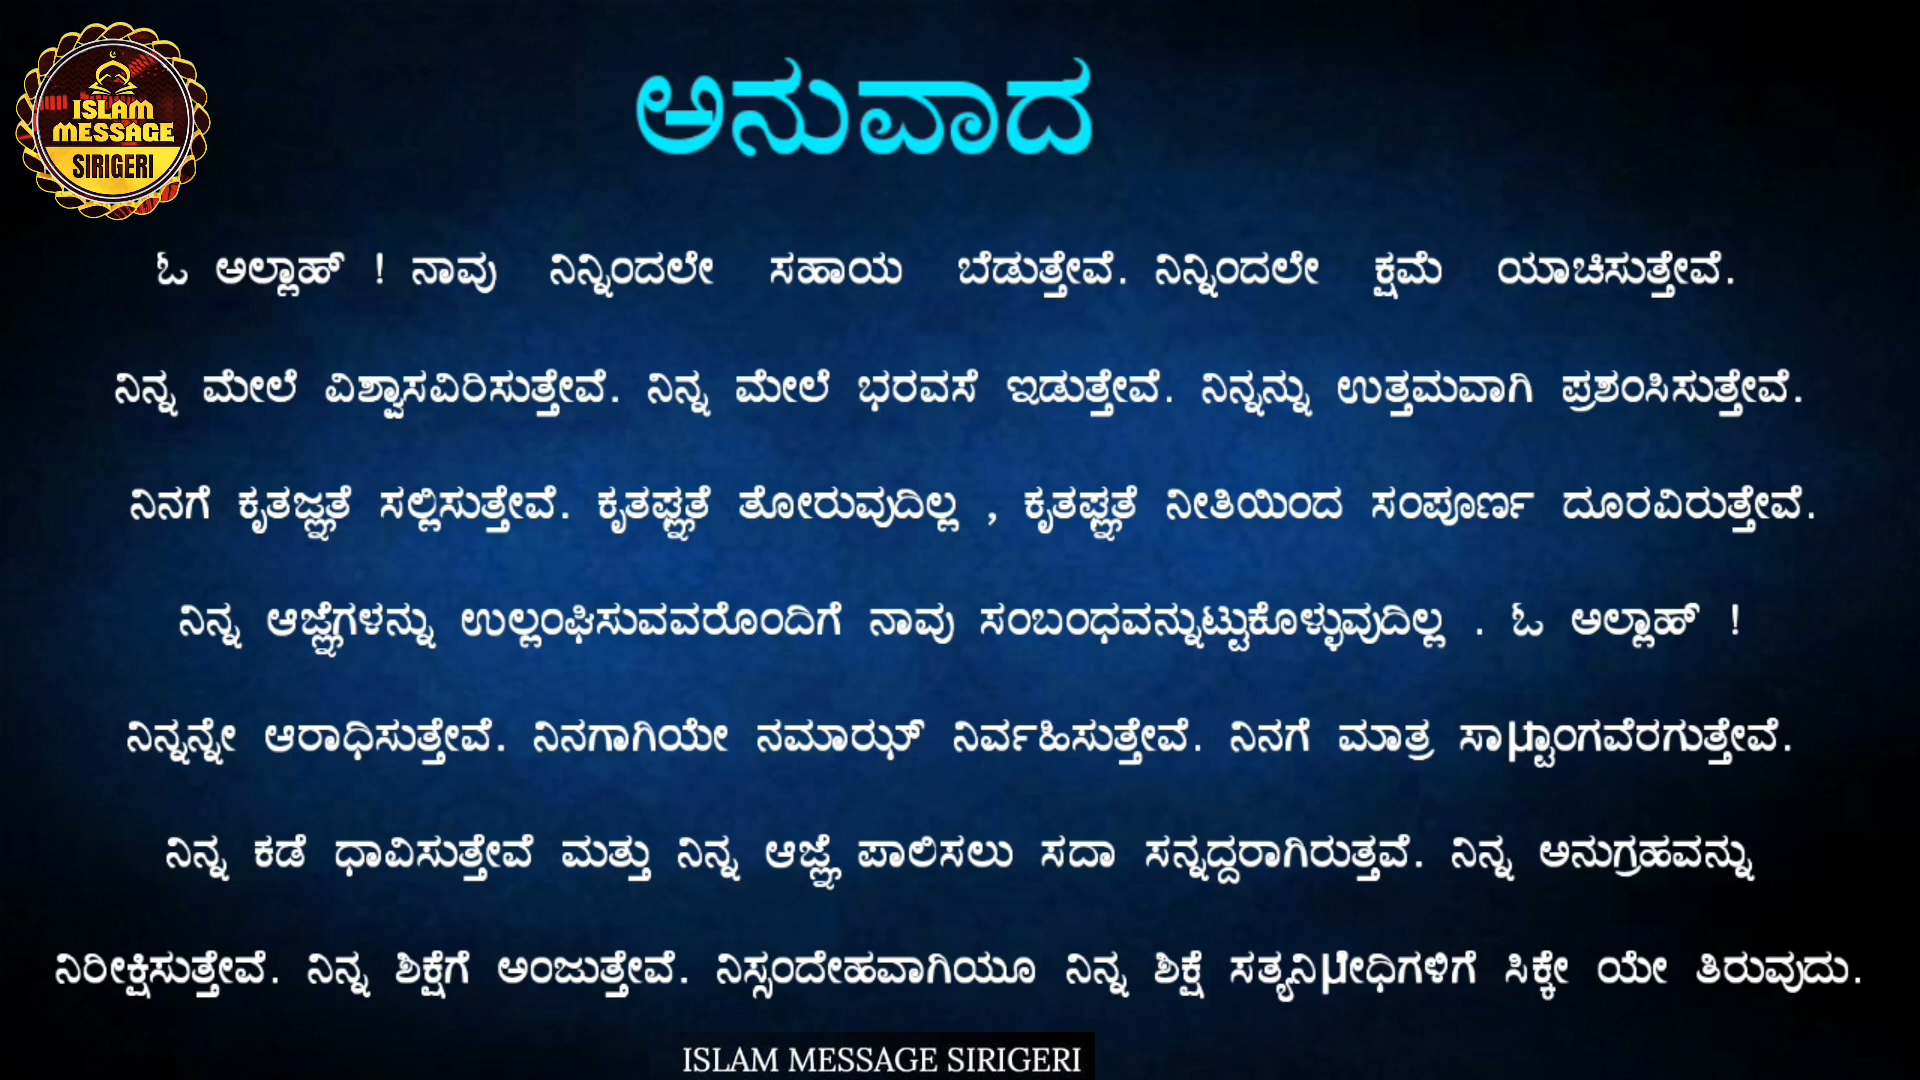 ISLAM
MESSAGE
SIRIGERI
ಅನುವಾದ
ಓ ಅಲ್ಲಾಹ್ ! ನಾವು ನಿನ್ನಿಂದಲೇ ಸಹಾಯ ಬೆಡುತ್ತೇವೆ. ನಿನ್ನಿಂದಲೇ ಕ್ಷಮೆ ಯಾಚಿಸುತ್ತೇವೆ.
ನಿನ್ನ ಮೇಲೆ ವಿಶ್ವಾಸವಿರಿಸುತ್ತೇವೆ. ನಿನ್ನ ಮೇಲೆ ಭರವಸೆ ಇಡುತ್ತೇವೆ. ನಿನ್ನನ್ನು ಉತ್ತಮವಾಗಿ ಪ್ರಶಂಸಿಸುತ್ತೇವೆ.
ನಿನಗೆ ಕೃತಜ್ಞತೆ ಸಲ್ಲಿಸುತ್ತೇವೆ. ಕೃತಘ್ನತೆ ತೋರುವುದಿಲ್ಲ , ಕೃತಘ್ನತೆ ನೀತಿಯಿಂದ ಸಂಪೂರ್ಣ ದೂರವಿರುತ್ತೇವೆ.
ನಿನ್ನ ಆಜ್ಞೆಗಳನ್ನು ಉಲ್ಲಂಘಿಸುವವರೊಂದಿಗೆ ನಾವು ಸಂಬಂಧವನ್ನುಟ್ಟುಕೊಳ್ಳುವುದಿಲ್ಲ . ಓ ಅಲ್ಲಾಹ್ !
ನಿನ್ನನ್ನೇ ಆರಾಧಿಸುತ್ತೇವೆ. ನಿನಗಾಗಿಯೇ ನಮಾಝ್ ನಿರ್ವಹಿಸುತ್ತೇವೆ. ನಿನಗೆ ಮಾತ್ರ ಸಾµ್ಟಾಂಗವೆರಗುತ್ತೇವೆ.
ನಿನ್ನ ಕಡೆ ಧಾವಿಸುತ್ತೇವೆ ಮತ್ತು ನಿನ್ನ ಆಜ್ಞೆ ಪಾಲಿಸಲು ಸದಾ ಸನ್ನದ್ದರಾಗಿರುತ್ತವೆ. ನಿನ್ನ ಅನುಗ್ರಹವನ್ನು
ನಿರೀಕ್ಷಿಸುತ್ತೇವೆ. ನಿನ್ನ ಶಿಕ್ಷೆಗೆ ಅಂಜುತ್ತೇವೆ. ನಿಸ್ಸಂದೇಹವಾಗಿಯೂ ನಿನ್ನ ಶಿಕ್ಷೆ ಸತ್ಯನಿµೇಧಿಗಳಿಗೆ ಸಿಕ್ಕೇ ಯೇ ತಿರುವುದು.
ISLAM MESSAGE SIRIGERI